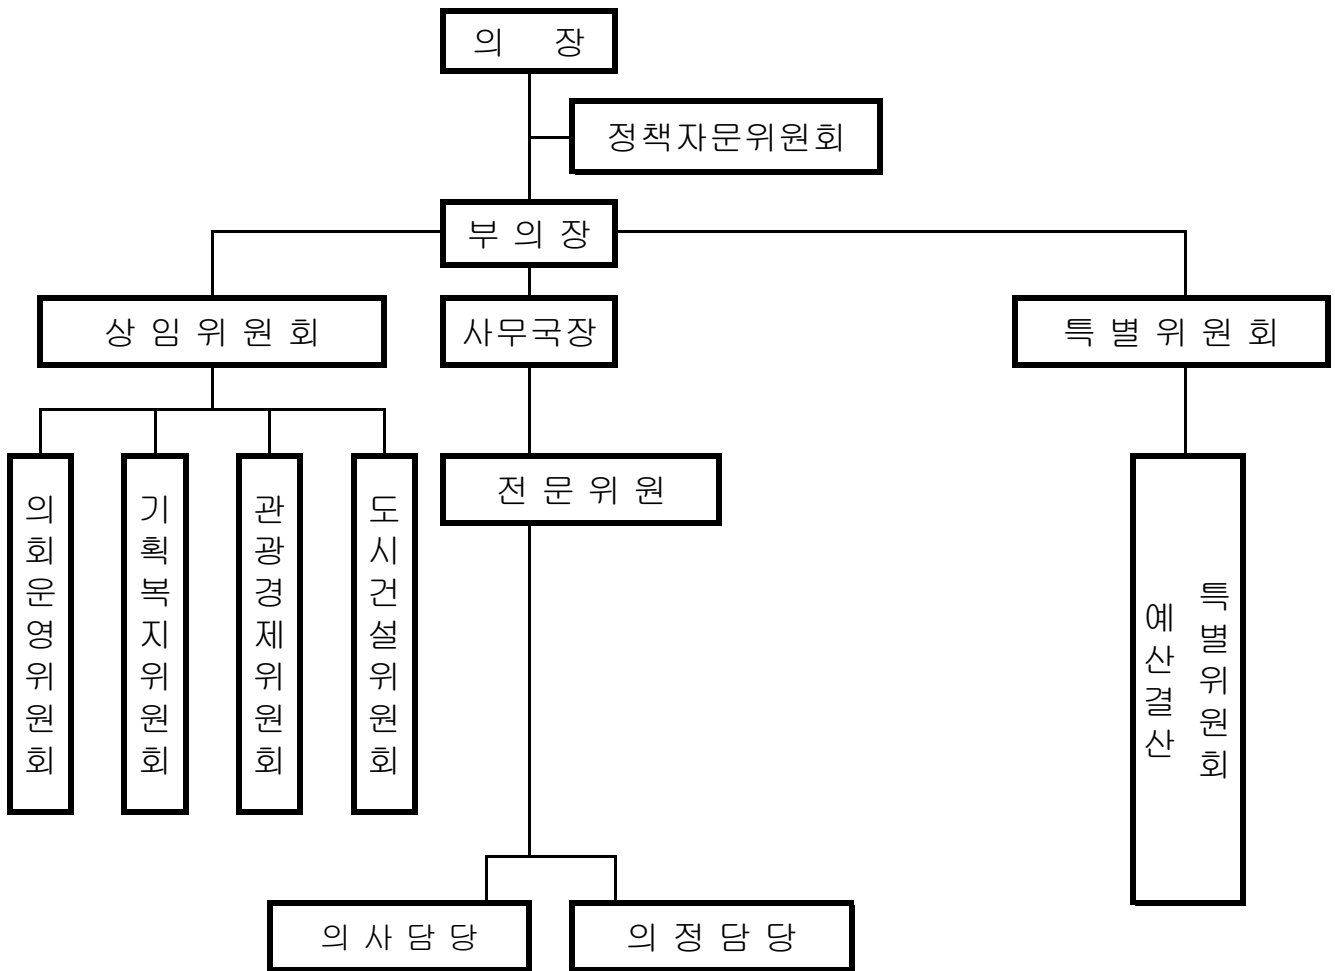 의 장
정책자문위원회
부 의 장
상 임 위 원 회
사무국장
특 별 위 원 회
의회운영위원회
기획복지위원회
관광경제위원회
도시건설위원회
전 문 위 원
예산결산
특별위원회
의 사 담 당
의 정 담 당